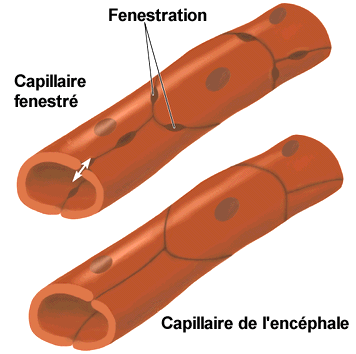 Fenestration
Capillaire
fenestré
Capillaire de l'encéphale